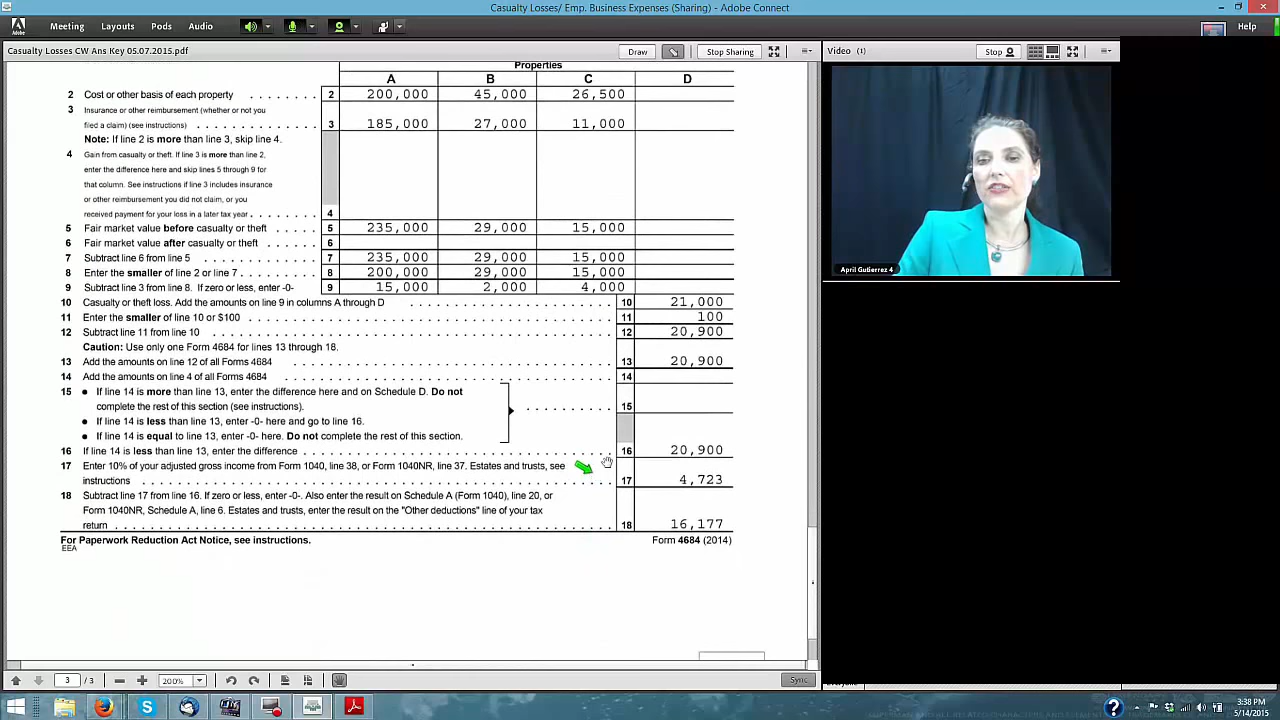 Casualty Losses/ Emp. Business Expenses (Sharing) - Adobe Connect
Meeting Layouts Pods Audio Help
Casualty Losses CW Ans Key 05.07.2015.pdf Draw Stop Sharing
Video (1) Stop
Properties
A B C D
2 Cost or other basis of each property . . . . . . . . 2 200,000 45,000 26,500
3 Insurance or other reimbursement (whether or not you
filed a claim) (see instructions) . . . . . . . . . . . . . 3 185,000 27,000 11,000
Note: If line 2 is more than line 3, skip line 4.
4 Gain from casualty or theft. If line 3 is more than line 2,
enter the difference here and skip lines 5 through 9 for
that column. See instructions if line 3 includes insurance
or other reimbursement you did not claim, or you
received payment for your loss in a later tax year . . . . . . . . 4
5 Fair market value before casualty or theft . . . . . 5 235,000 29,000 15,000
6 Fair market value after casualty or theft . . . . . . 6
7 Subtract line 6 from line 5 . . . . . . . . . . . . 7 235,000 29,000 15,000
8 Enter the smaller of line 2 or line 7 . . . . . . . . 8 200,000 29,000 15,000
9 Subtract line 3 from line 8. If zero or less, enter -0- 9 15,000 2,000 4,000
10 Casualty or theft loss. Add the amounts on line 9 in columns A through D 10 21,000
11 Enter the smaller of line 10 or $100 11 100
12 Subtract line 11 from line 10 12 20,900
Caution: Use only one Form 4684 for lines 13 through 18.
13 Add the amounts on line 12 of all Forms 4684 13 20,900
14 Add the amounts on line 4 of all Forms 4684 14
15 • If line 14 is more than line 13, enter the difference here and on Schedule D. Do not
complete the rest of this section (see instructions). 15
• If line 14 is less than line 13, enter -0- here and go to line 16.
• If line 14 is equal to line 13, enter -0- here. Do not complete the rest of this section.
16 If line 14 is less than line 13, enter the difference 16 20,900
17 Enter 10% of your adjusted gross income from Form 1040, line 38, or Form 1040NR, line 37. Estates and trusts, see
instructions 17 4,723
18 Subtract line 17 from line 16. If zero or less, enter -0-. Also enter the result on Schedule A (Form 1040), line 20, or
Form 1040NR, Schedule A, line 6. Estates and trusts, enter the result on the "Other deductions" line of your tax
return 18 16,177
For Paperwork Reduction Act Notice, see instructions. Form 4684 (2014)
EEA
April Gutierrez 4
3 / 3 200% Sync
3:38 PM
5/14/2015